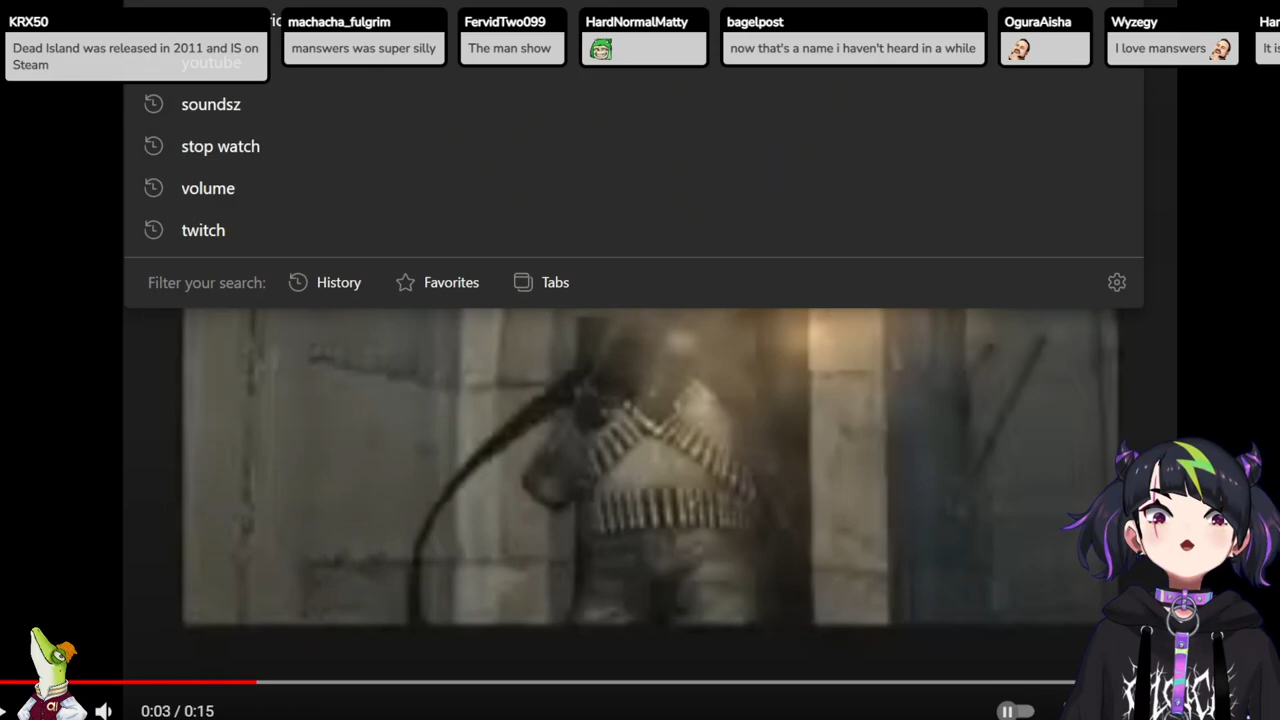 KRX50
Dead Island was released in 2011 and IS on
Steam
machacha_fulgrim
manswers was super silly
FervidTwo099
The man show
HardNormalMatty
bagelpost
now that's a name i haven't heard in a while
OguraAisha
Wyzegy
I love manswers
Har
It is
youtube
soundsz
stop watch
volume
twitch
Filter your search:
History
Favorites
Tabs
0:03 / 0:15